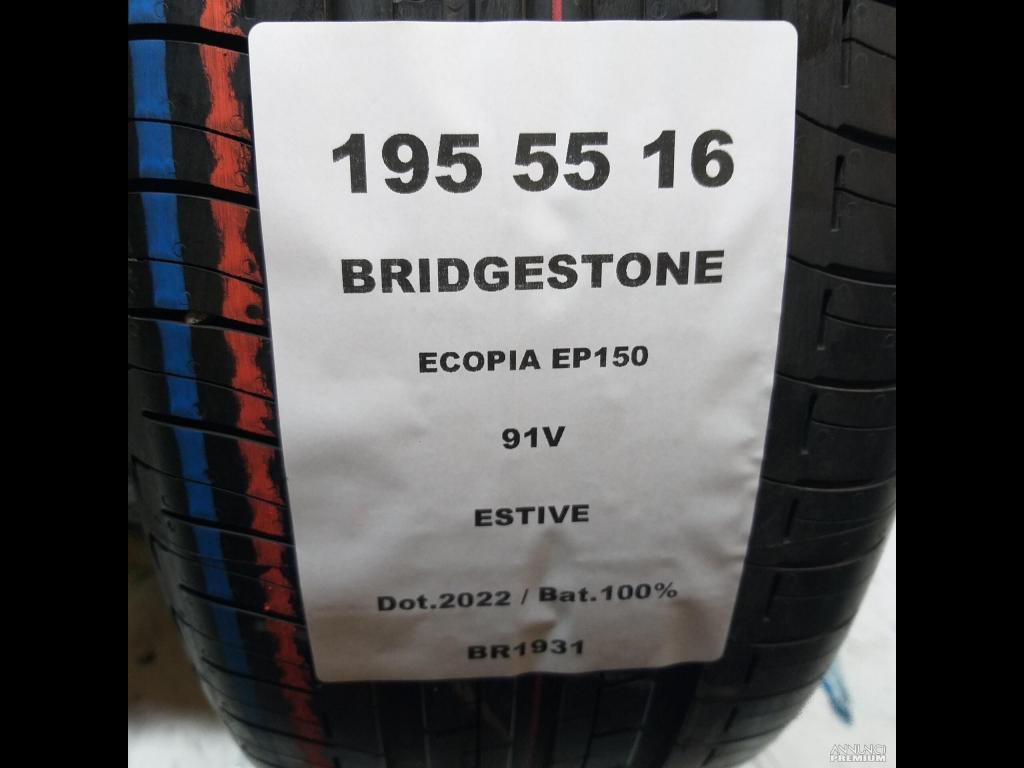 195 55 16
BRIDGESTONE
ECOPIA EP150
91V
ESTIVE
Dot.2022 / Bat.100%
BR1931
ANNUNCI
PREMIUM